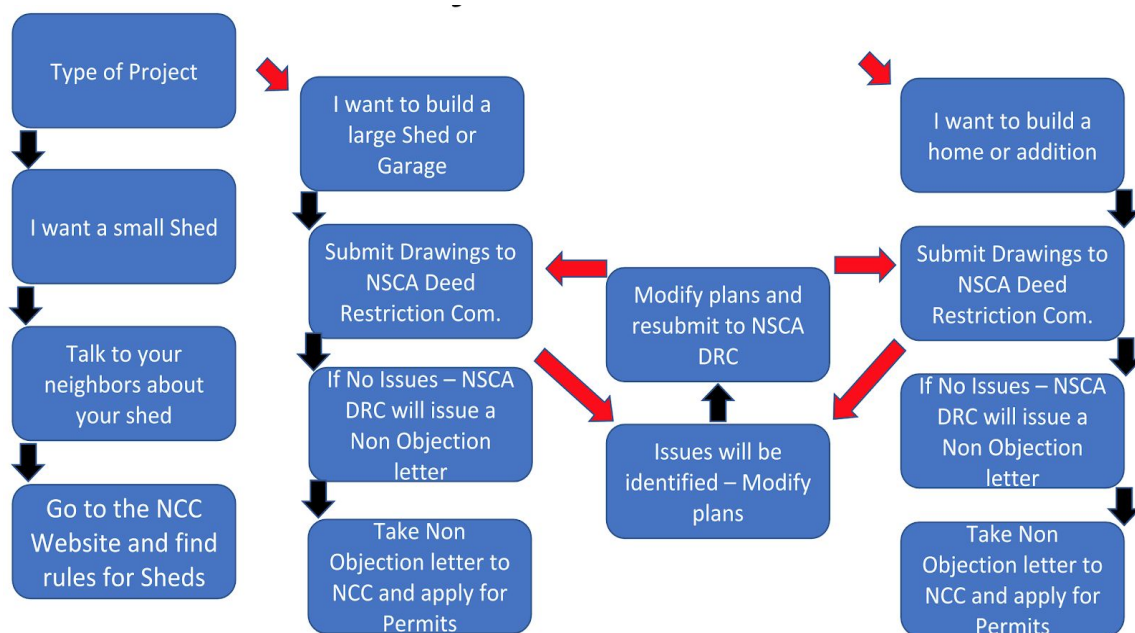 Type of Project
I want a small Shed
Talk to your
neighbors about
your shed
Go to the NCC
Website and find
rules for Sheds
I want to build a
large Shed or
Garage
Submit Drawings to
NSCA Deed
Restriction Com.
If No Issues – NSCA
DRC will issue a
Non Objection
letter
Take Non
Objection letter to
NCC and apply for
Permits
Modify plans and
resubmit to NSCA
DRC
Issues will be
identified – Modify
plans
I want to build a
home or addition
Submit Drawings to
NSCA Deed
Restriction Com.
If No Issues – NSCA
DRC will issue a
Non Objection
letter
Take Non
Objection letter to
NCC and apply for
Permits